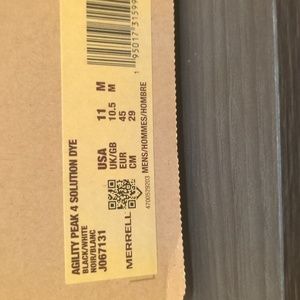 AGILITY PEAK 4 SOLUTION DYE
BLACK/WHITE
NOIR/BLANC
J067131
USA 11 M
UK/GB 10.5 M
EUR 45
CM 29
MERRELL
4700529203
MENS/HOMMES/HOMBRE